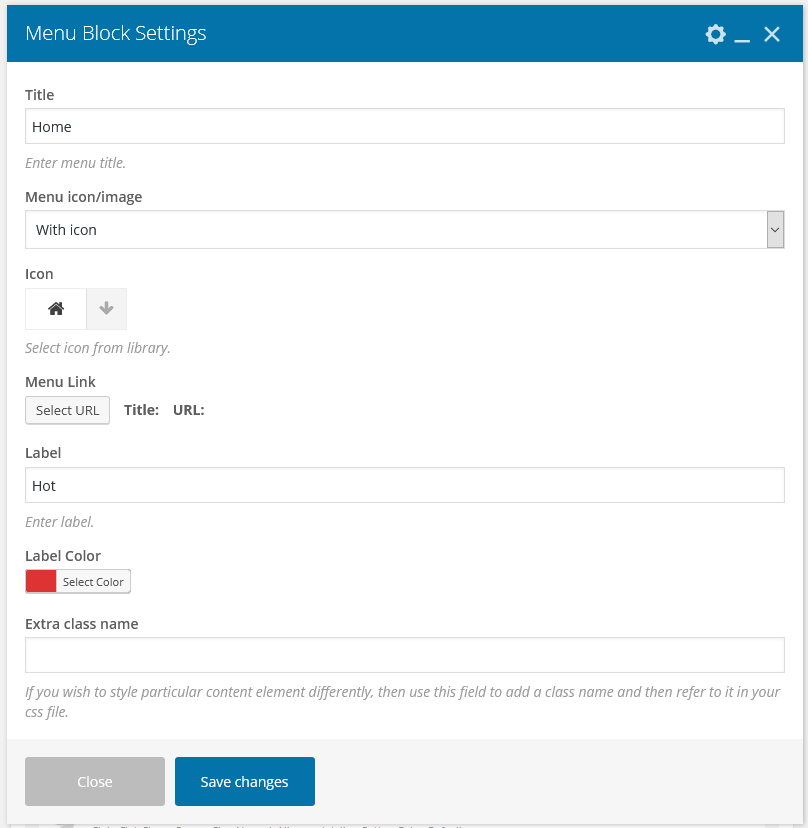 Menu Block Settings
Title
Home
Enter menu title.
Menu icon/image
With icon
Icon
Select icon from library.
Menu Link
Select URL Title: URL:
Label
Hot
Enter label.
Label Color
Select Color
Extra class name
If you wish to style particular content element differently, then use this field to add a class name and then refer to it in your
css file.
Close Save changes